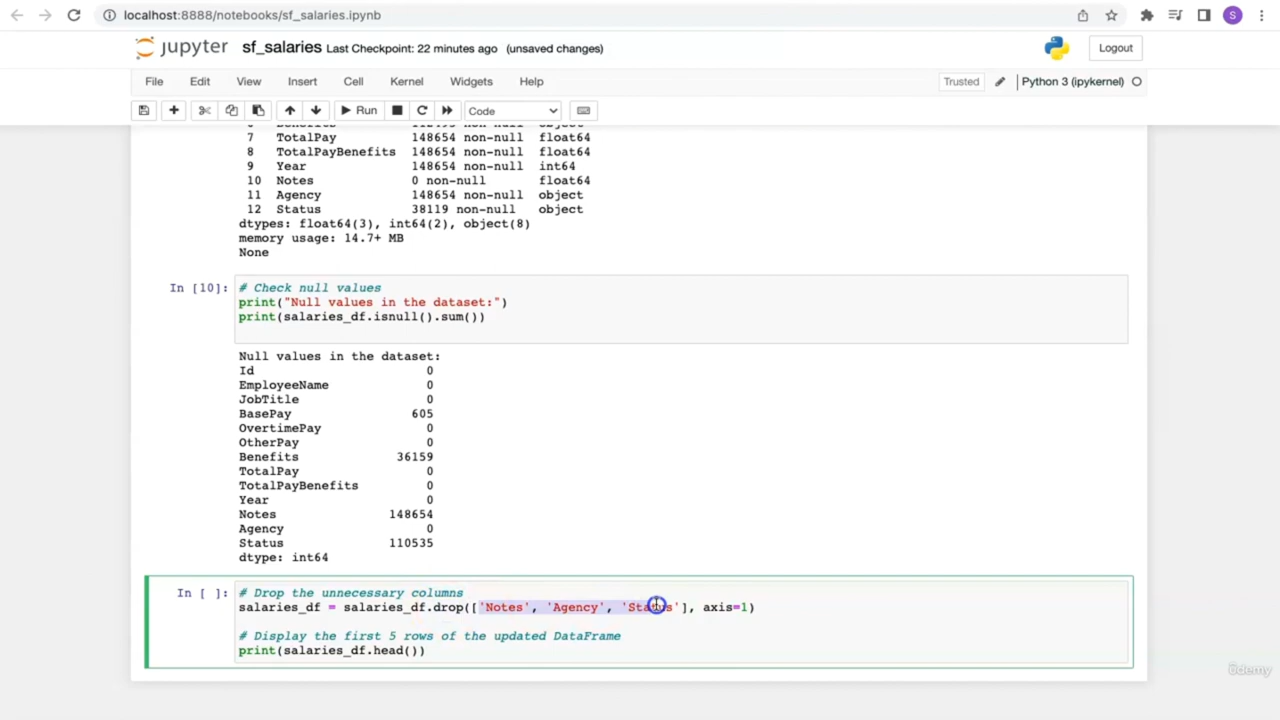 localhost:8888/notebooks/sf_salaries.ipynb
S
jupyter sf_salaries Last Checkpoint: 22 minutes ago (unsaved changes)
Logout
File Edit View Insert Cell Kernel Widgets Help
Trusted Python 3 (ipykernel)
Run Code
7 TotalPay 148654 non-null float64
8 TotalPayBenefits 148654 non-null float64
9 Year 148654 non-null int64
10 Notes 0 non-null float64
11 Agency 148654 non-null object
12 Status 38119 non-null object
dtypes: float64(3), int64(2), object(8)
memory usage: 14.7+ MB
None
In [10]: # Check null values
print("Null values in the dataset:")
print(salaries_df.isnull().sum())
Null values in the dataset:
Id 0
EmployeeName 0
JobTitle 0
BasePay 605
OvertimePay 0
OtherPay 0
Benefits 36159
TotalPay 0
TotalPayBenefits 0
Year 0
Notes 148654
Agency 0
Status 110535
dtype: int64
In [ ]: # Drop the unnecessary columns
salaries_df = salaries_df.drop(['Notes', 'Agency', 'Status'], axis=1)
# Display the first 5 rows of the updated DataFrame
print(salaries_df.head())
ûdemy